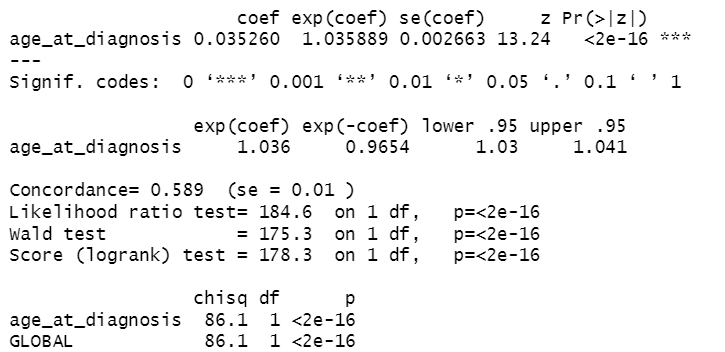 coef exp(coef) se(coef)     z Pr(>|z|)
age_at_diagnosis 0.035260  1.035889 0.002663 13.24   <2e-16 ***
---
Signif. codes:  0 ‘***’ 0.001 ‘**’ 0.01 ‘*’ 0.05 ‘.’ 0.1 ‘ ’ 1

                 exp(coef) exp(-coef) lower .95 upper .95
age_at_diagnosis     1.036     0.9654      1.03     1.041

Concordance= 0.589  (se = 0.01 )
Likelihood ratio test= 184.6  on 1 df,   p=<2e-16
Wald test            = 175.3  on 1 df,   p=<2e-16
Score (logrank) test = 178.3  on 1 df,   p=<2e-16

                 chisq df      p
age_at_diagnosis  86.1  1 <2e-16
GLOBAL            86.1  1 <2e-16